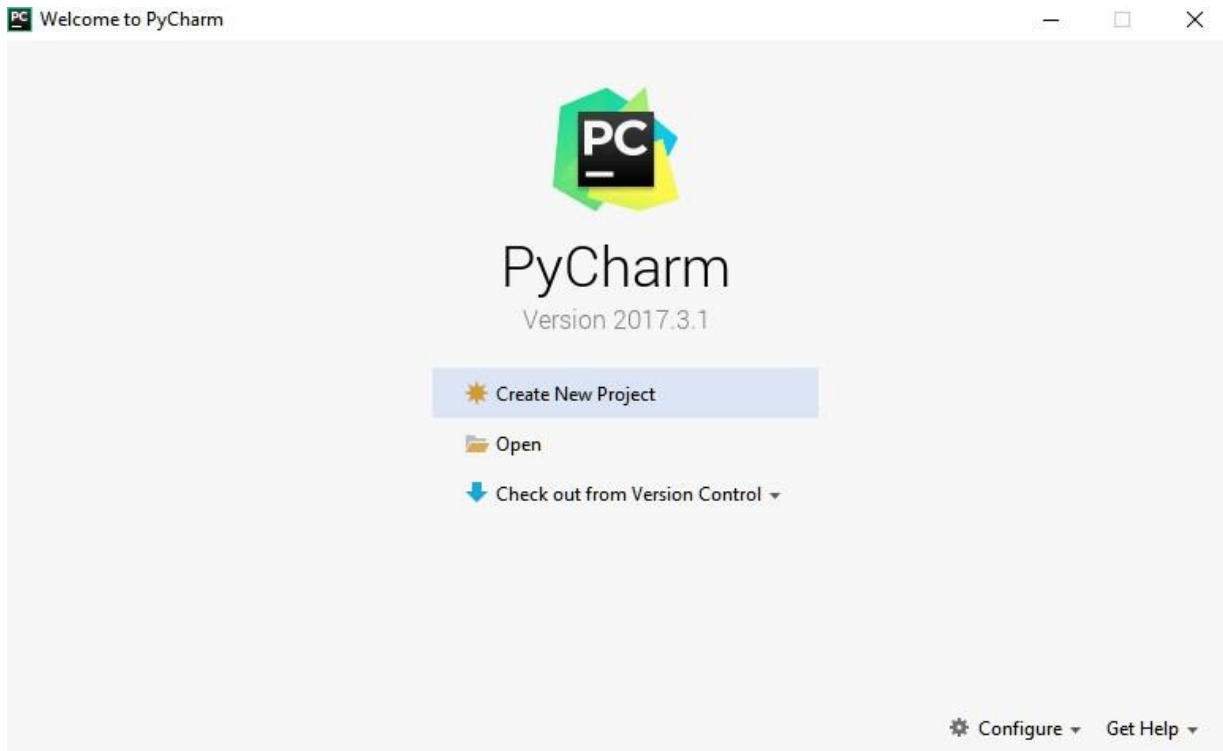 PC Welcome to PyCharm
PC
PyCharm
Version 2017.3.1
Create New Project
Open
Check out from Version Control
Configure Get Help